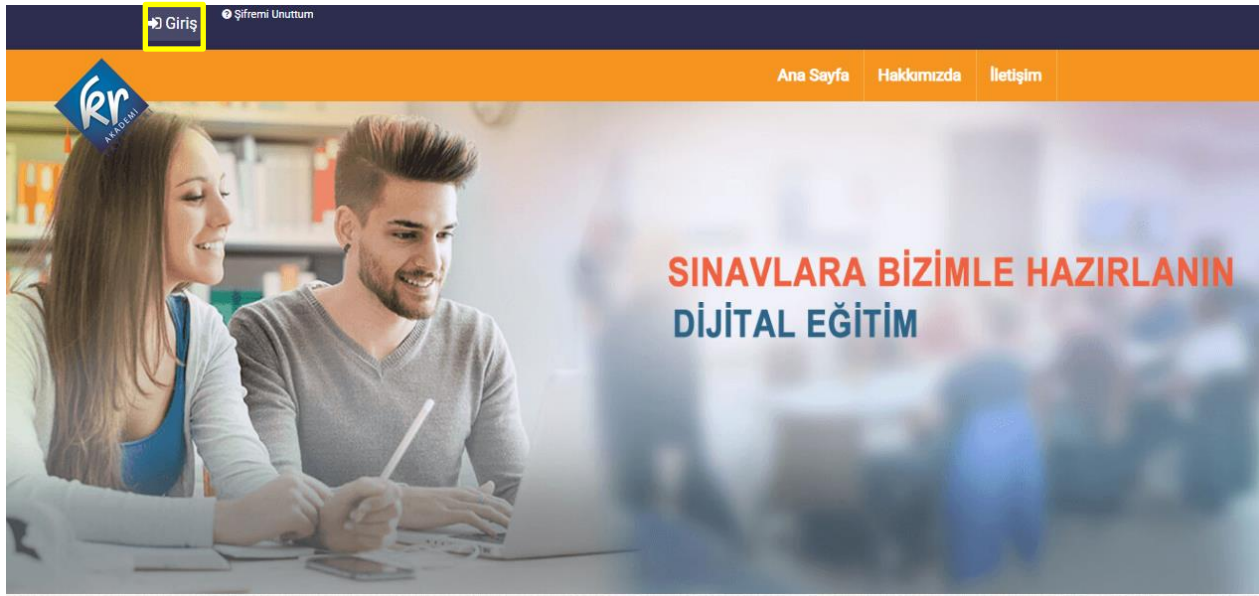 Giriş
Şifremi Unuttum
Ana Sayfa Hakkımızda İletişim
kr
AKADEMİ
SINAVLARA BİZİMLE HAZIRLANIN
DİJİTAL EĞİTİM